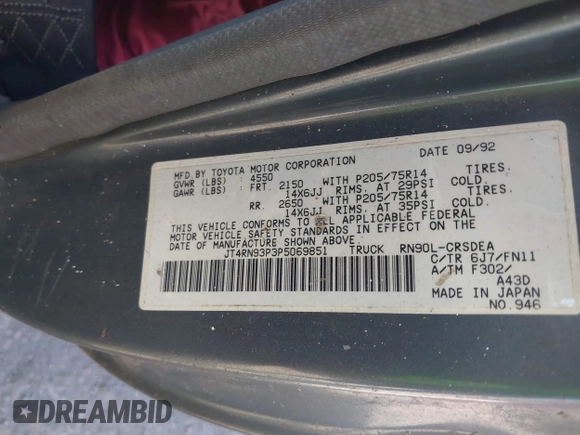 MFD BY TOYOTA MOTOR CORPORATION DATE 09/92
GVWR (LBS) : 4550
GAWR (LBS) : FRT. 2150 WITH P205/75R14 TIRES.
14X6JJ RIMS. AT 29PSI COLD.
RR. 2650 WITH P205/75R14 TIRES.
14X6JJ RIMS. AT 35PSI COLD.
THIS VEHICLE CONFORMS TO ALL APPLICABLE FEDERAL
MOTOR VEHICLE SAFETY STANDARDS IN EFFECT ON THE
DATE OF MANUFACTURE SHOWN ABOVE.
JT4RN93P3P5069851 TRUCK RN90L-CRSDEA
C/TR 6J7/FN11
A/TM F302/
A43D
MADE IN JAPAN
NO.946
DREAMBID